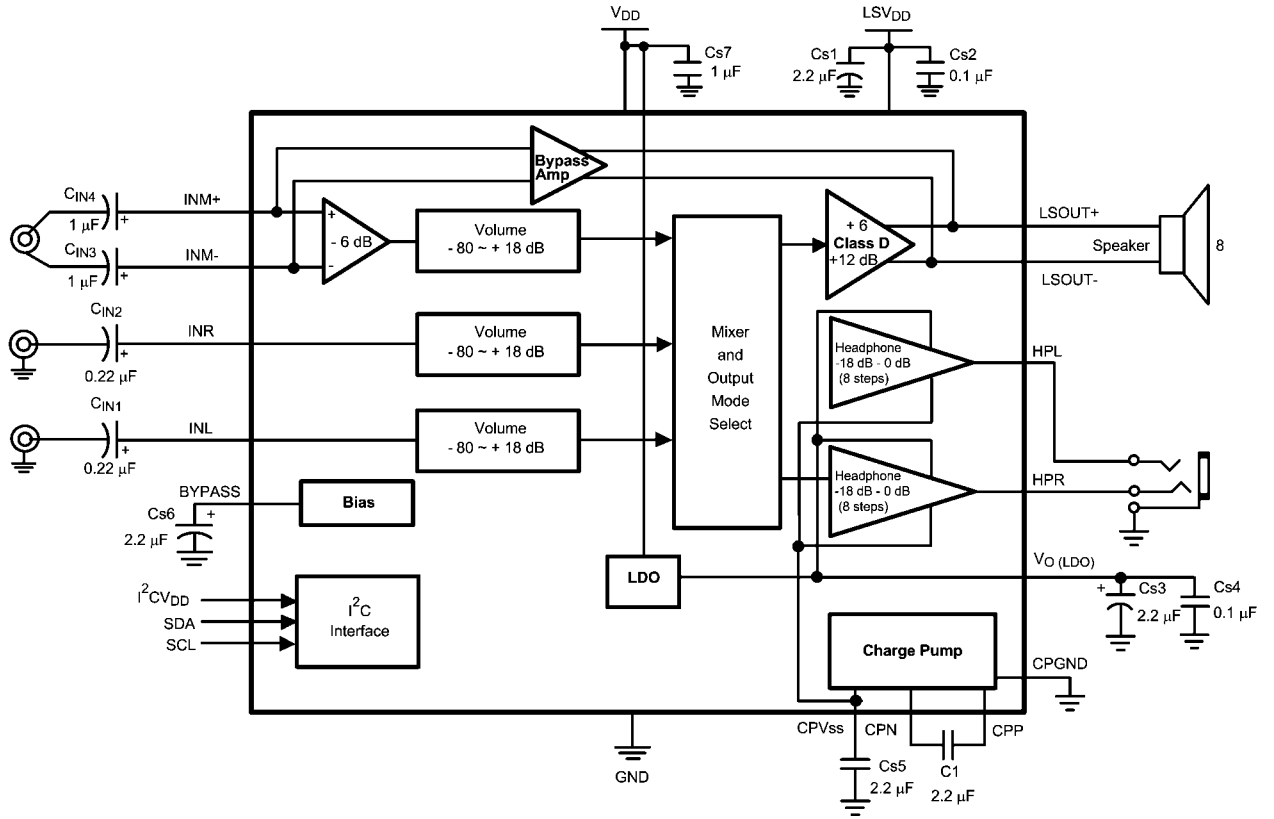 VDD
LSVDD
Cs7
1 µF
Cs1
2.2 µF
Cs2
0.1 µF
Bypass
Amp
CIN4
1 µF
+
INM+
CIN3
1 µF
+
INM-
+
- 6 dB
-
Volume
- 80 ~ + 18 dB
+ 6
Class D
+12 dB
LSOUT+
Speaker
8
LSOUT-
CIN2
0.22 µF
+
INR
Volume
- 80 ~ + 18 dB
Mixer
and
Output
Mode
Select
Headphone
-18 dB - 0 dB
(8 steps)
HPL
CIN1
0.22 µF
+
INL
Volume
- 80 ~ + 18 dB
Headphone
-18 dB - 0 dB
(8 steps)
HPR
BYPASS
+
Cs6
2.2 µF
Bias
LDO
VO (LDO)
+
Cs3
2.2 µF
Cs4
0.1 µF
I2CVDD
SDA
SCL
I2C
Interface
Charge Pump
CPGND
CPVss
CPN
CPP
GND
Cs5
2.2 µF
C1
2.2 µF